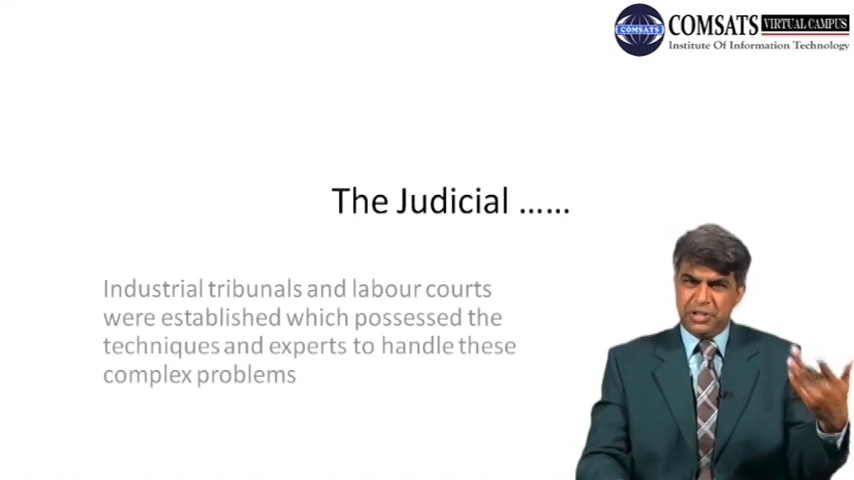 COMSATS VIRTUAL CAMPUS
Institute Of Information Technology
COMSATS
The Judicial ......
Industrial tribunals and labour courts
were established which possessed the
techniques and experts to handle these
complex problems